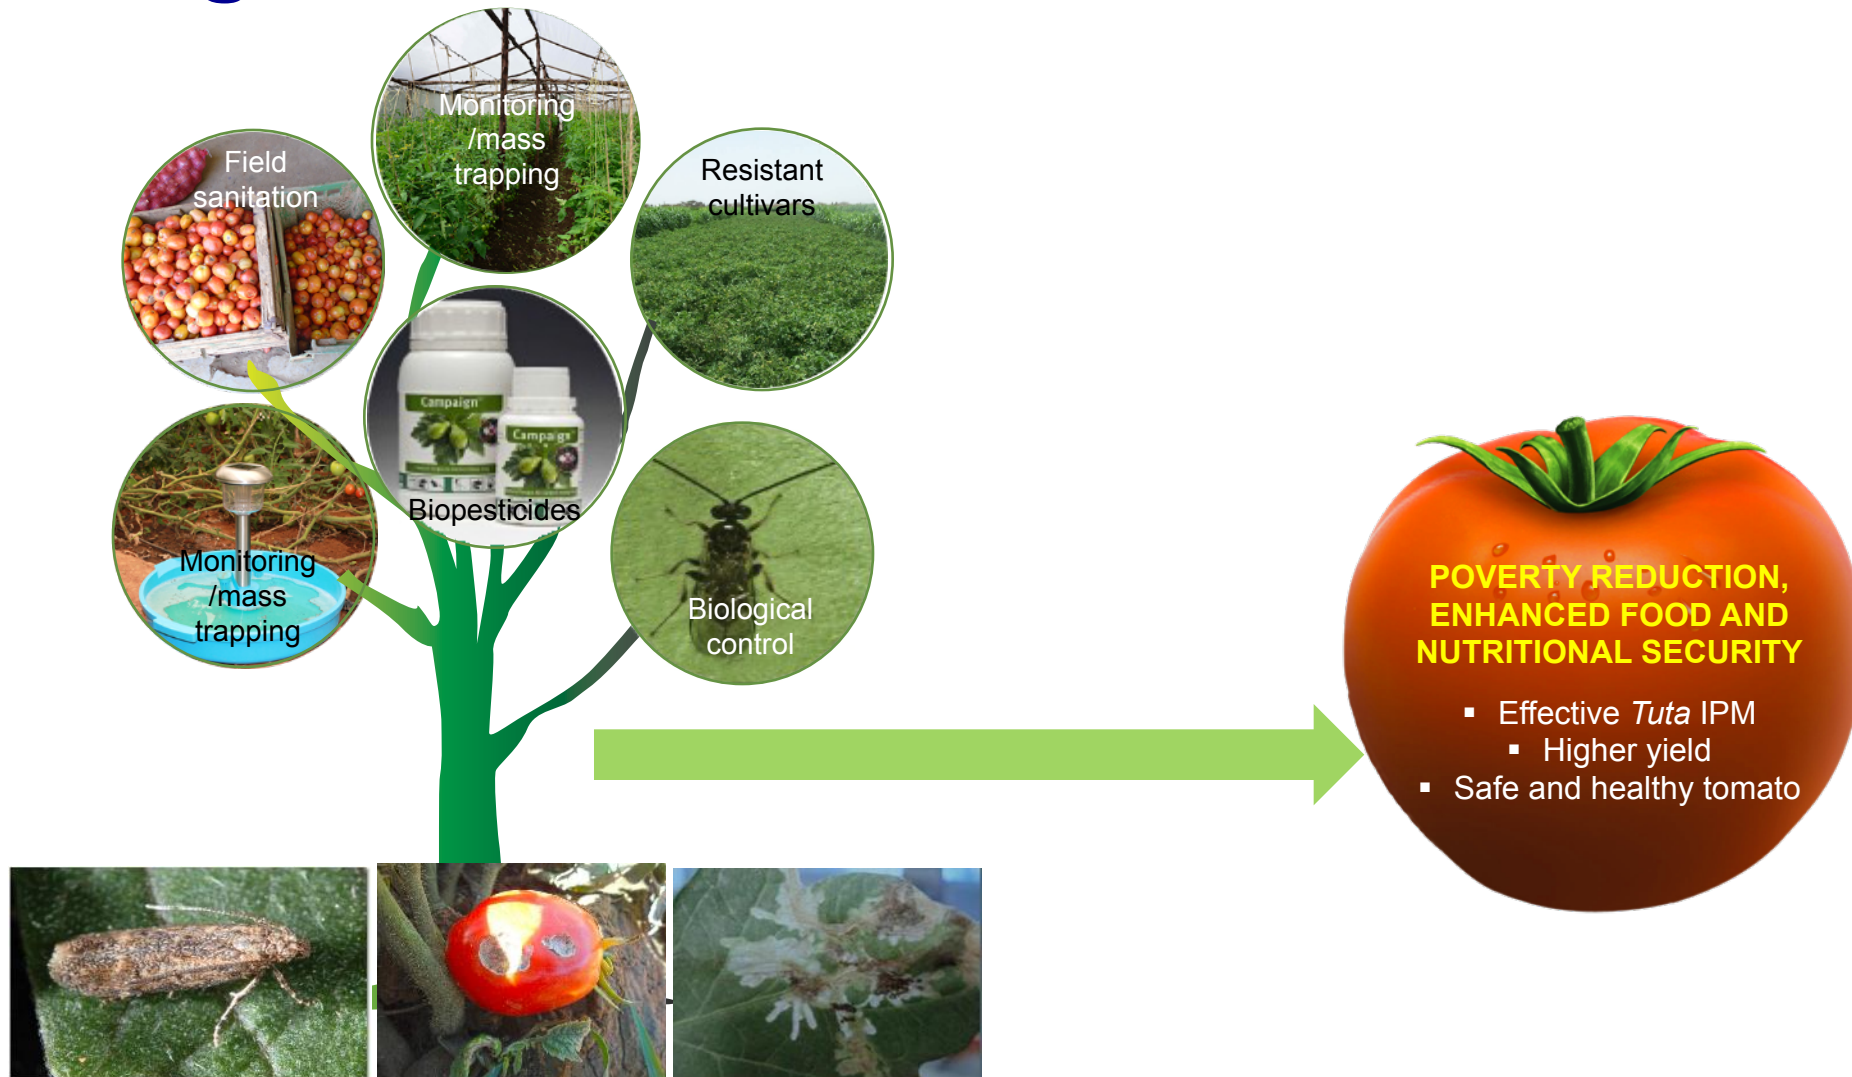 Monitoring
/mass
trapping
Field
sanitation
Resistant
cultivars
Campaign
Campaign
Biopesticides
Monitoring
/mass
trapping
Biological
control
POVERTY REDUCTION,
ENHANCED FOOD AND
NUTRITIONAL SECURITY
▪ Effective Tuta IPM
▪ Higher yield
▪ Safe and healthy tomato